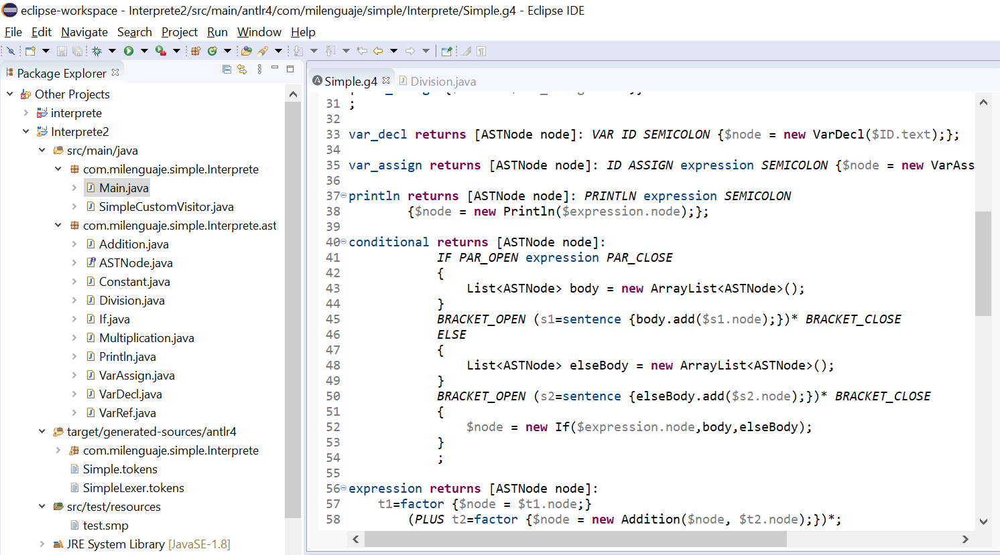 eclipse-workspace - Interprete2/src/main/antlr4/com/milenguaje/simple/Interprete/Simple.g4 - Eclipse IDE
File Edit Navigate Search Project Run Window Help
Package Explorer
Other Projects
interprete
Interprete2
src/main/java
com.milenguaje.simple.Interprete
Main.java
SimpleCustomVisitor.java
com.milenguaje.simple.Interprete.ast
Addition.java
ASTNode.java
Constant.java
Division.java
If.java
Multiplication.java
Println.java
VarAssign.java
VarDecl.java
VarRef.java
target/generated-sources/antlr4
com.milenguaje.simple.Interprete
Simple.tokens
SimpleLexer.tokens
src/test/resources
test.smp
JRE System Library [JavaSE-1.8]
Simple.g4 Division.java
31 ;
32
33 var_decl returns [ASTNode node]: VAR ID SEMICOLON {$node = new VarDecl($ID.text);};
34
35 var_assign returns [ASTNode node]: ID ASSIGN expression SEMICOLON {$node = new VarAss
36
37 println returns [ASTNode node]: PRINTLN expression SEMICOLON
38 {$node = new Println($expression.node);};
39
40 conditional returns [ASTNode node]:
41 IF PAR_OPEN expression PAR_CLOSE
42 {
43 List<ASTNode> body = new ArrayList<ASTNode>();
44 }
45 BRACKET_OPEN (s1=sentence {body.add($s1.node);})* BRACKET_CLOSE
46 ELSE
47 {
48 List<ASTNode> elseBody = new ArrayList<ASTNode>();
49 }
50 BRACKET_OPEN (s2=sentence {elseBody.add($s2.node);})* BRACKET_CLOSE
51 {
52 $node = new If($expression.node,body,elseBody);
53 }
54 ;
55
56 expression returns [ASTNode node]:
57 t1=factor {$node = $t1.node;}
58 (PLUS t2=factor {$node = new Addition($node, $t2.node);})*;